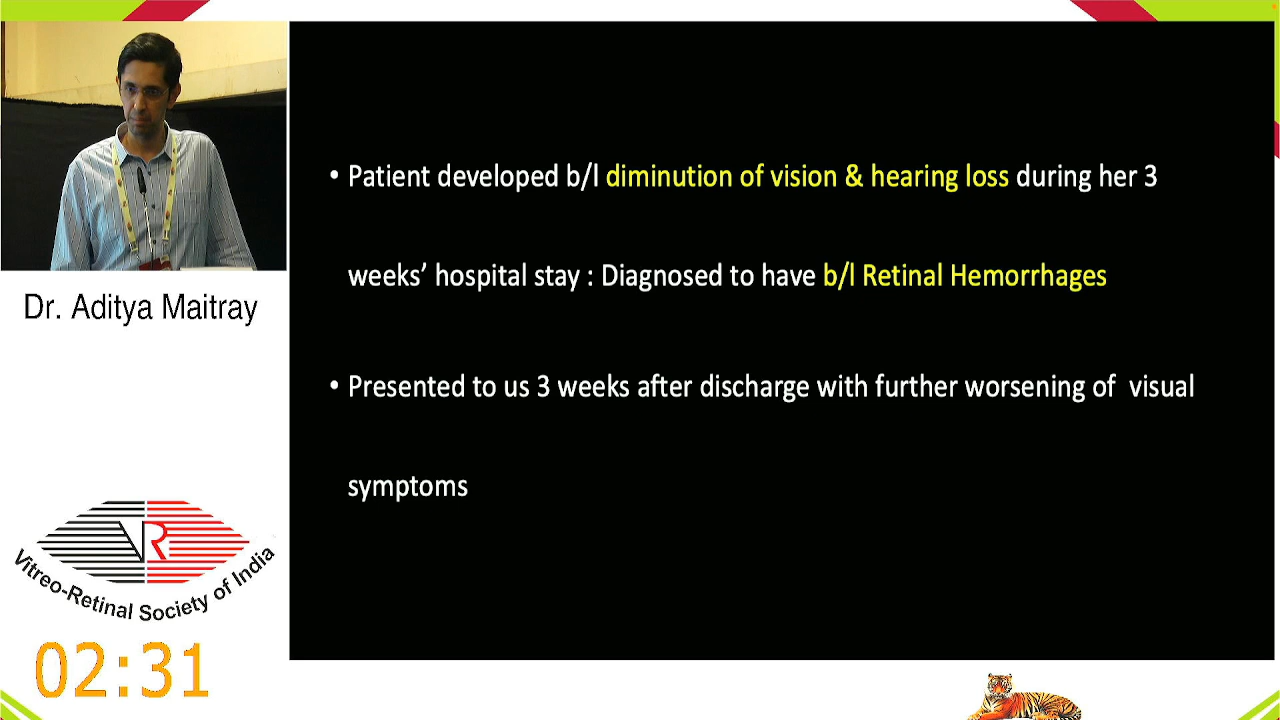 • Patient developed b/l diminution of vision & hearing loss during her 3
weeks’ hospital stay : Diagnosed to have b/l Retinal Hemorrhages
• Presented to us 3 weeks after discharge with further worsening of visual
symptoms
Dr. Aditya Maitray
VR
Vitreo-Retinal Society of India
02:31